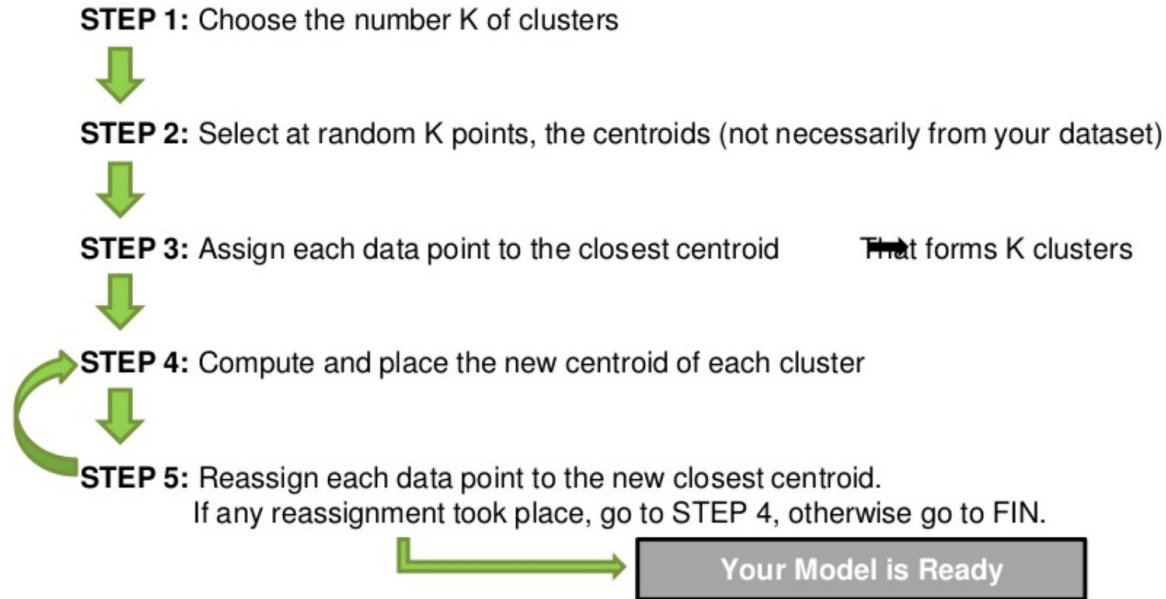 STEP 1: Choose the number K of clusters
STEP 2: Select at random K points, the centroids (not necessarily from your dataset)
STEP 3: Assign each data point to the closest centroid That forms K clusters
STEP 4: Compute and place the new centroid of each cluster
STEP 5: Reassign each data point to the new closest centroid.
If any reassignment took place, go to STEP 4, otherwise go to FIN.
Your Model is Ready